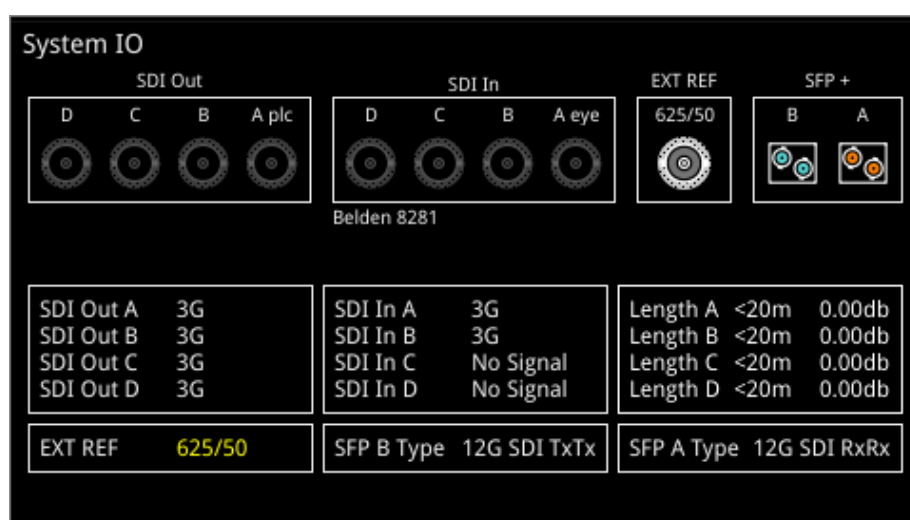 System IO
SDI Out
SDI In
EXT REF
SFP +
D C B A plc
D C B A eye
625/50
B A
Belden 8281
SDI Out A 3G
SDI Out B 3G
SDI Out C 3G
SDI Out D 3G
SDI In A 3G
SDI In B 3G
SDI In C No Signal
SDI In D No Signal
Length A <20m 0.00db
Length B <20m 0.00db
Length C <20m 0.00db
Length D <20m 0.00db
EXT REF 625/50
SFP B Type 12G SDI TxTx
SFP A Type 12G SDI RxRx